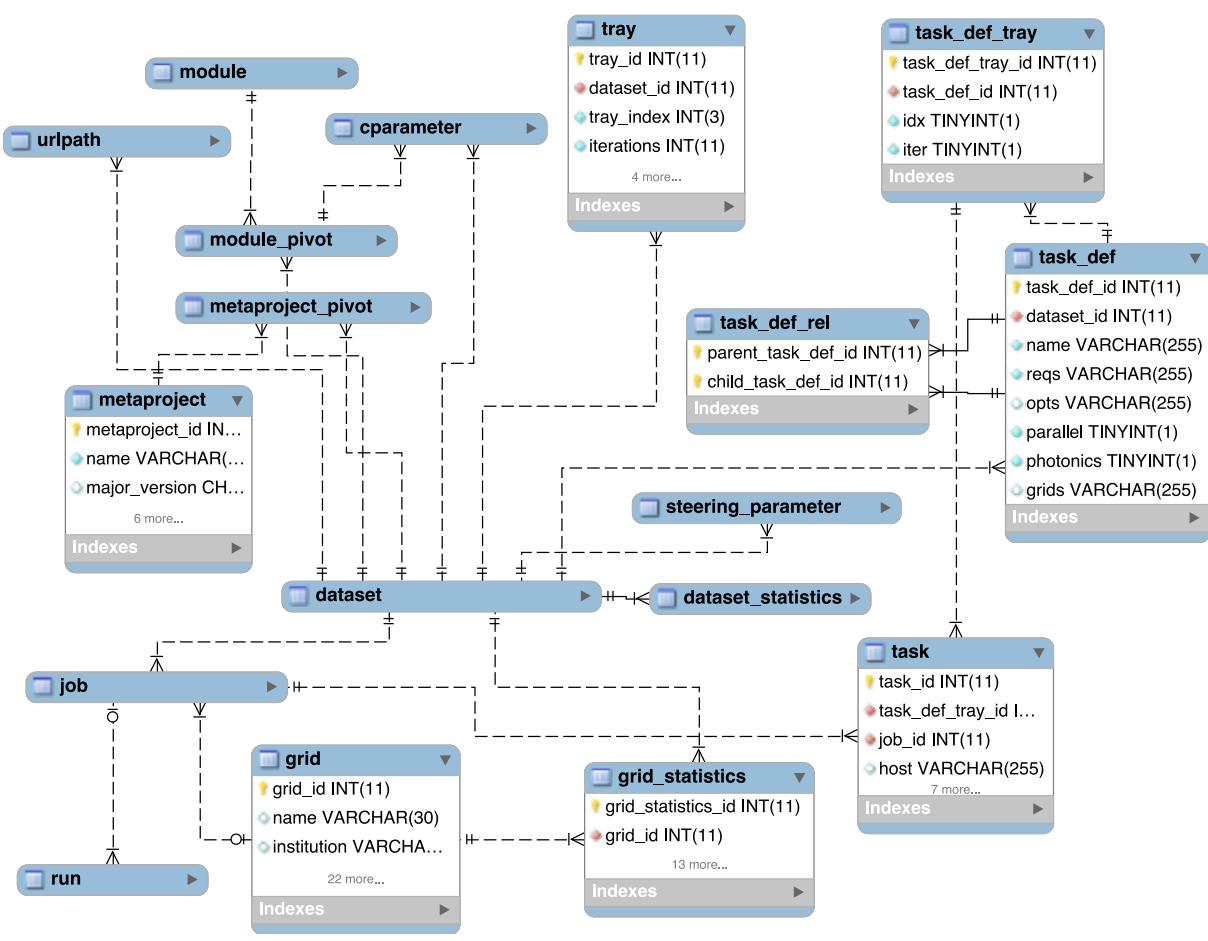 module
urlpath
cparameter
module_pivot
metaproject_pivot
metaproject
metaproject_id IN...
name VARCHAR(...
major_version CH...
6 more...
Indexes
tray
tray_id INT(11)
dataset_id INT(11)
tray_index INT(3)
iterations INT(11)
4 more...
Indexes
task_def_tray
task_def_tray_id INT(11)
task_def_id INT(11)
idx TINYINT(1)
iter TINYINT(1)
Indexes
task_def
task_def_id INT(11)
dataset_id INT(11)
name VARCHAR(255)
reqs VARCHAR(255)
opts VARCHAR(255)
parallel TINYINT(1)
photonics TINYINT(1)
grids VARCHAR(255)
Indexes
task_def_rel
parent_task_def_id INT(11)
child_task_def_id INT(11)
Indexes
steering_parameter
dataset
dataset_statistics
job
task
task_id INT(11)
task_def_tray_id I...
job_id INT(11)
host VARCHAR(255)
7 more...
Indexes
grid
grid_id INT(11)
name VARCHAR(30)
institution VARCHA...
22 more...
Indexes
grid_statistics
grid_statistics_id INT(11)
grid_id INT(11)
13 more...
Indexes
run